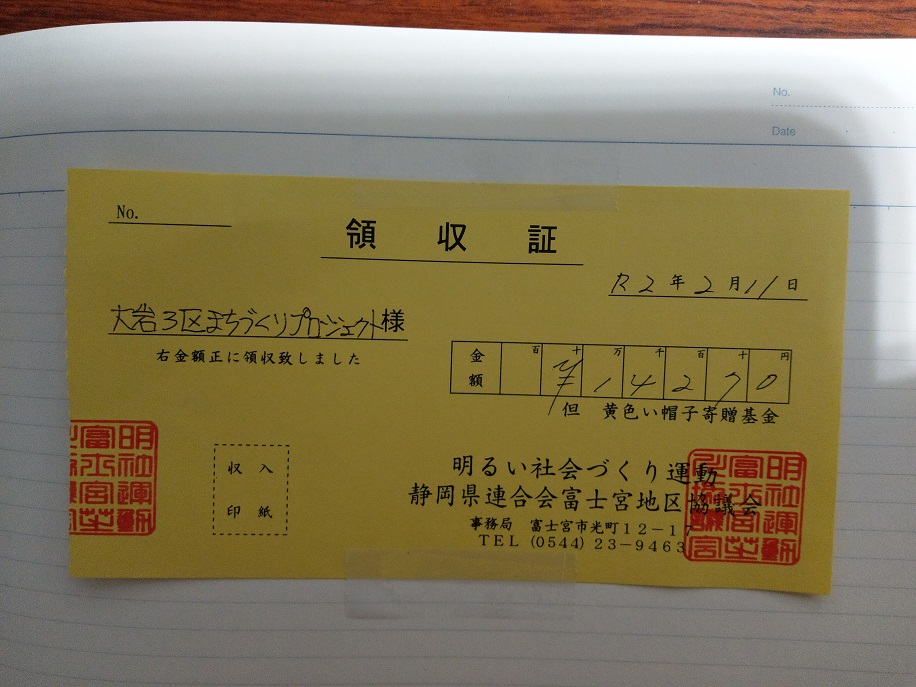 No.
Date
No.
領収証
R2年2月11日
大岩3区まちづくりプロジェクト様
右金額正に領収致しました
金額 百 十 万 千 百 十 円
¥14270
但 黄色い帽子寄贈基金
収入
印紙
明るい社会づくり運動
静岡県連合会富士宮地区協議会
事務局 富士宮市光町12-17
TEL (0544) 23-9463